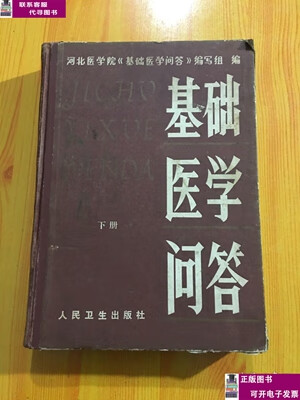 联系客服
代寻图书
河北医学院《基础医学问答》编写组 编
JICHU
YIXUE
WENDA
基础
医学
问答
下册
人民卫生出版社
正版图书
可开电子发票